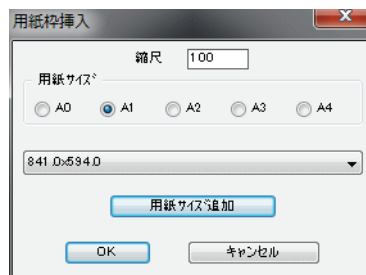 用紙枠挿入
縮尺 100
用紙ｻｲｽﾞ
A0 A1 A2 A3 A4
841.0x594.0
用紙ｻｲｽﾞ追加
OK ｷｬﾝｾﾙ